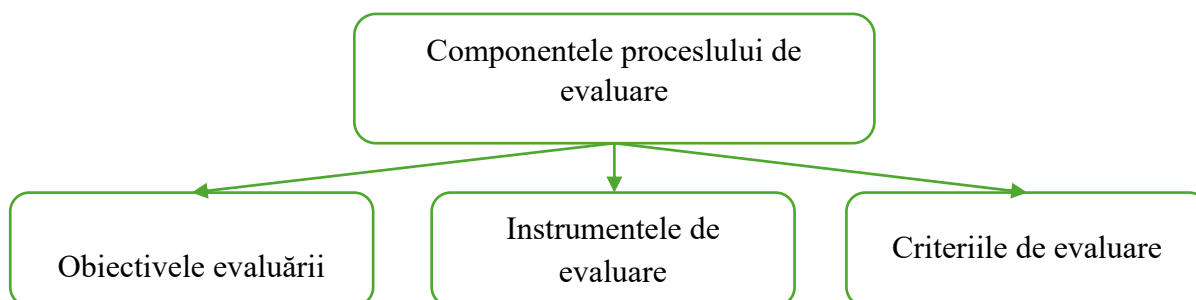 Componentele proceslului de
evaluare
Obiectivele evaluării
Instrumentele de
evaluare
Criteriile de evaluare